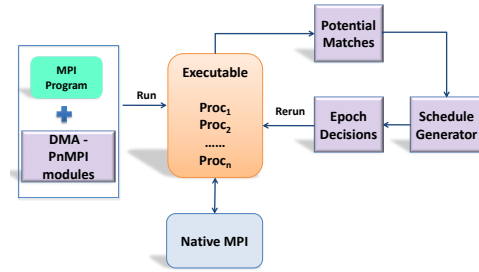 MPI
Program
+
DMA -
PnMPI
modules
Run
Executable
Proc1
Proc2
......
Procn
Native MPI
Potential
Matches
Rerun
Epoch
Decisions
Schedule
Generator